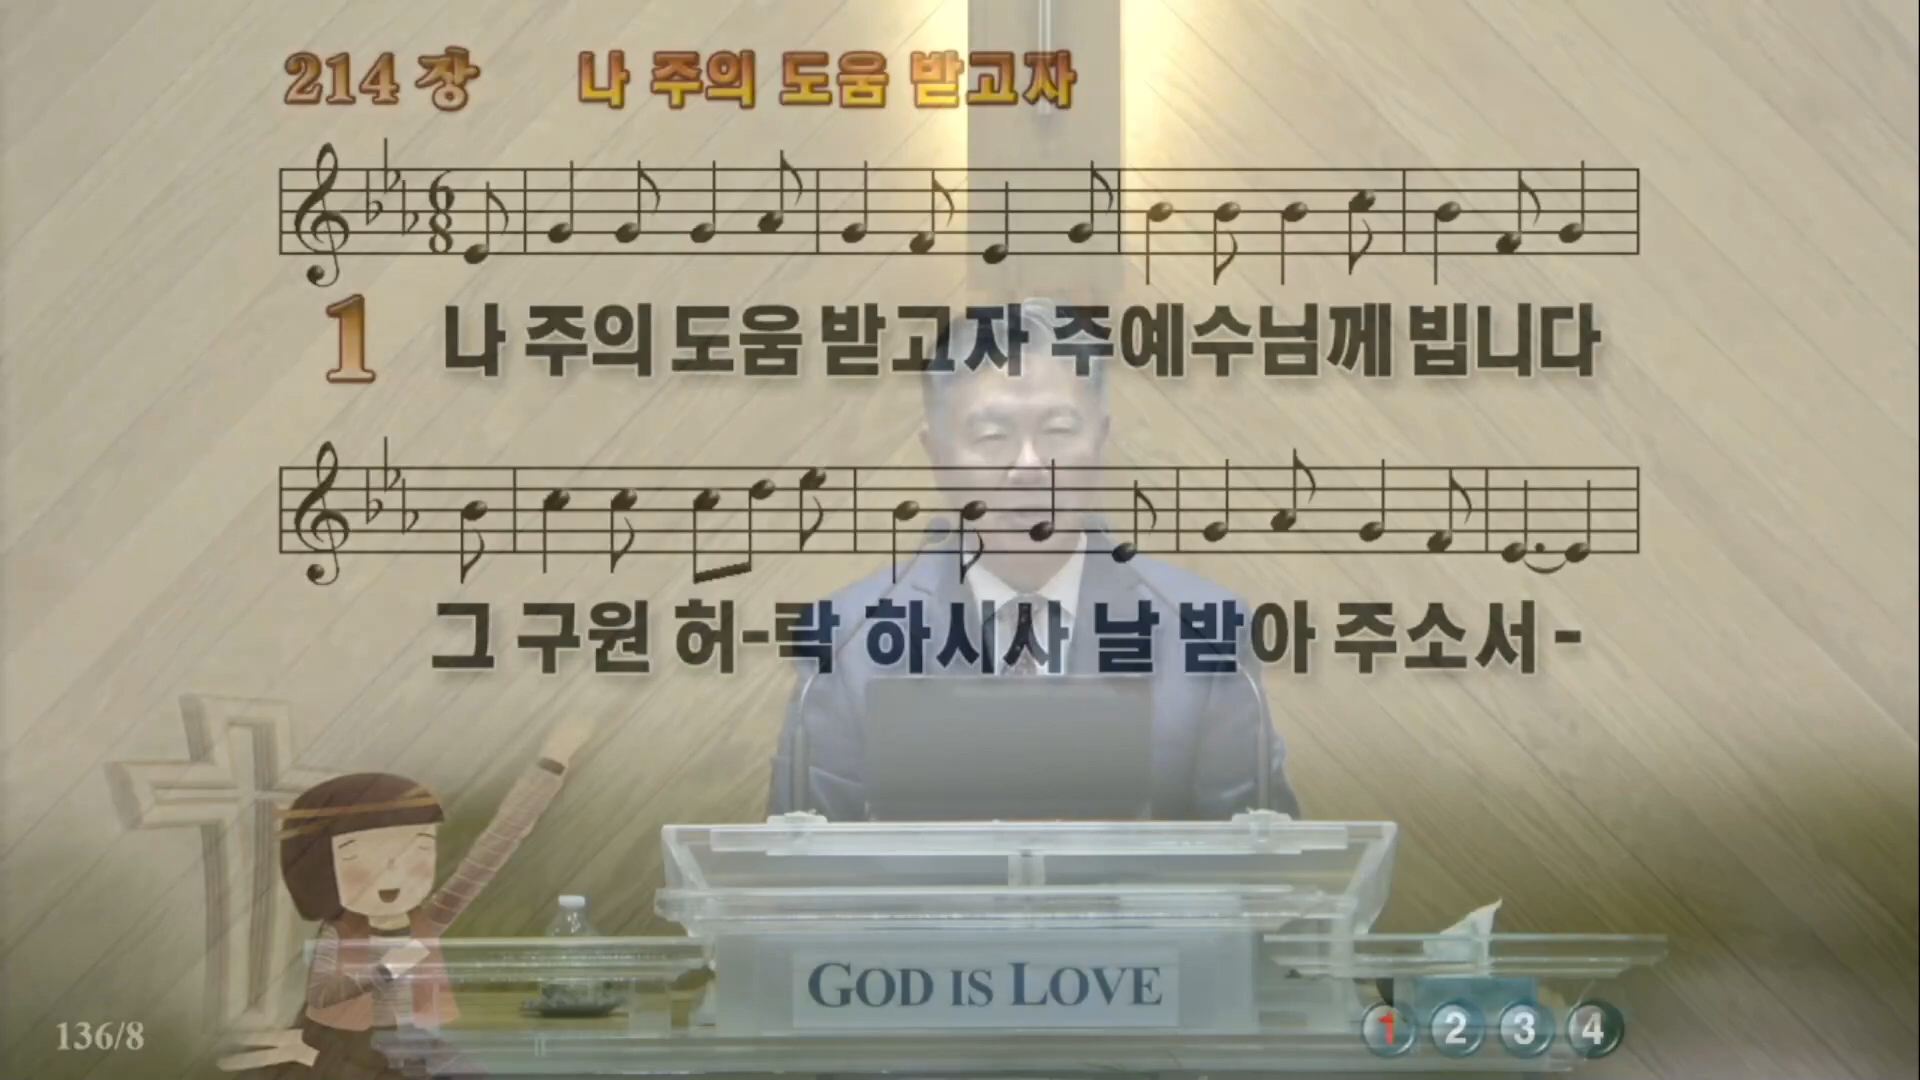 214 장 나 주의 도움 받고자
1 나 주의 도움 받고자 주예수님께 빕니다
그 구원 허-락 하시사 날 받아 주소서-
GOD IS LOVE
136/8
1 2 3 4